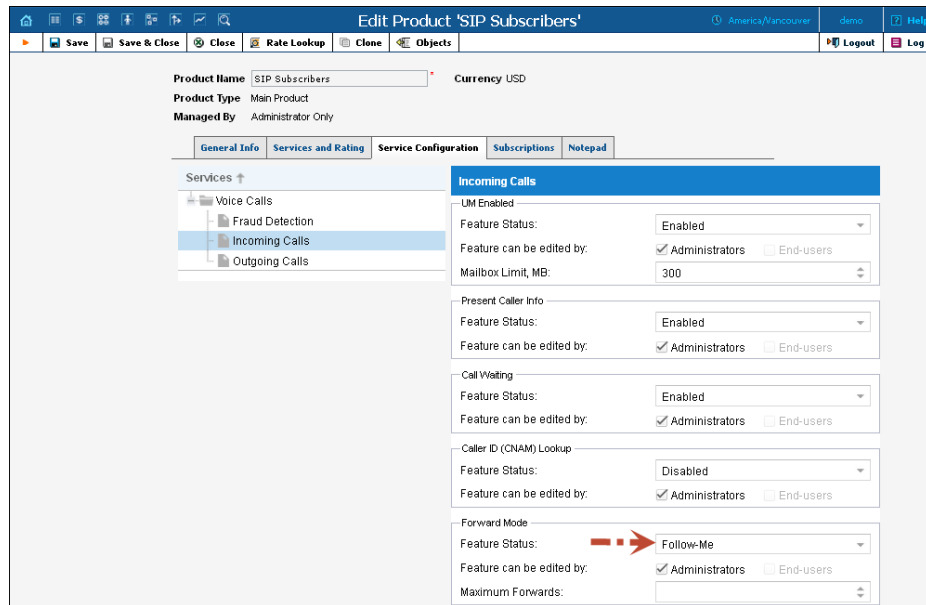 Edit Product 'SIP Subscribers' America/Vancouver demo Help
Save Save & Close Close Rate Lookup Clone Objects Logout Log
Product Name SIP Subscribers * Currency USD
Product Type Main Product
Managed By Administrator Only
General Info Services and Rating Service Configuration Subscriptions Notepad
Services
Voice Calls
Fraud Detection
Incoming Calls
Outgoing Calls
Incoming Calls
UM Enabled
Feature Status: Enabled
Feature can be edited by: Administrators End-users
Mailbox Limit, MB: 300
Present Caller Info
Feature Status: Enabled
Feature can be edited by: Administrators End-users
Call Waiting
Feature Status: Enabled
Feature can be edited by: Administrators End-users
Caller ID (CNAM) Lookup
Feature Status: Disabled
Feature can be edited by: Administrators End-users
Forward Mode
Feature Status: Follow-Me
Feature can be edited by: Administrators End-users
Maximum Forwards: